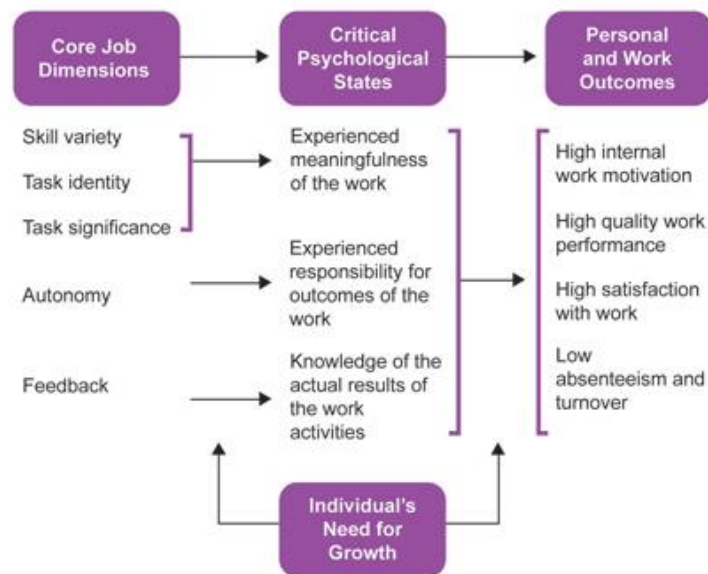 Core Job
Dimensions
Critical
Psychological
States
Personal
and Work
Outcomes
Skill variety
Task identity
Task significance
Autonomy
Feedback
Experienced
meaningfulness
of the work
Experienced
responsibility for
outcomes of the
work
Knowledge of the
actual results of
the work
activities
High internal
work motivation
High quality work
performance
High satisfaction
with work
Low
absenteeism and
turnover
Individual's
Need for
Growth